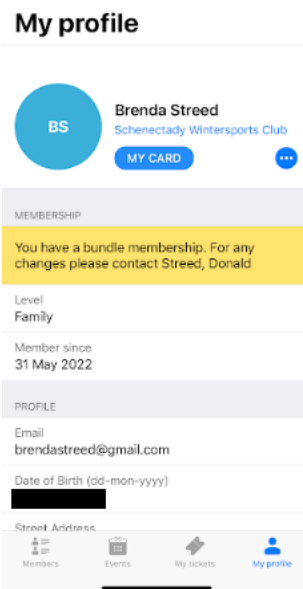 My profile
BS
Brenda Streed
Schenectady Wintersports Club
MY CARD
MEMBERSHIP
You have a bundle membership. For any
changes please contact Streed, Donald
Level
Family
Member since
31 May 2022
PROFILE
Email
brendastreed@gmail.com
Date of Birth (dd-mon-yyyy)
Street Address
Members
Events
My tickets
My profile